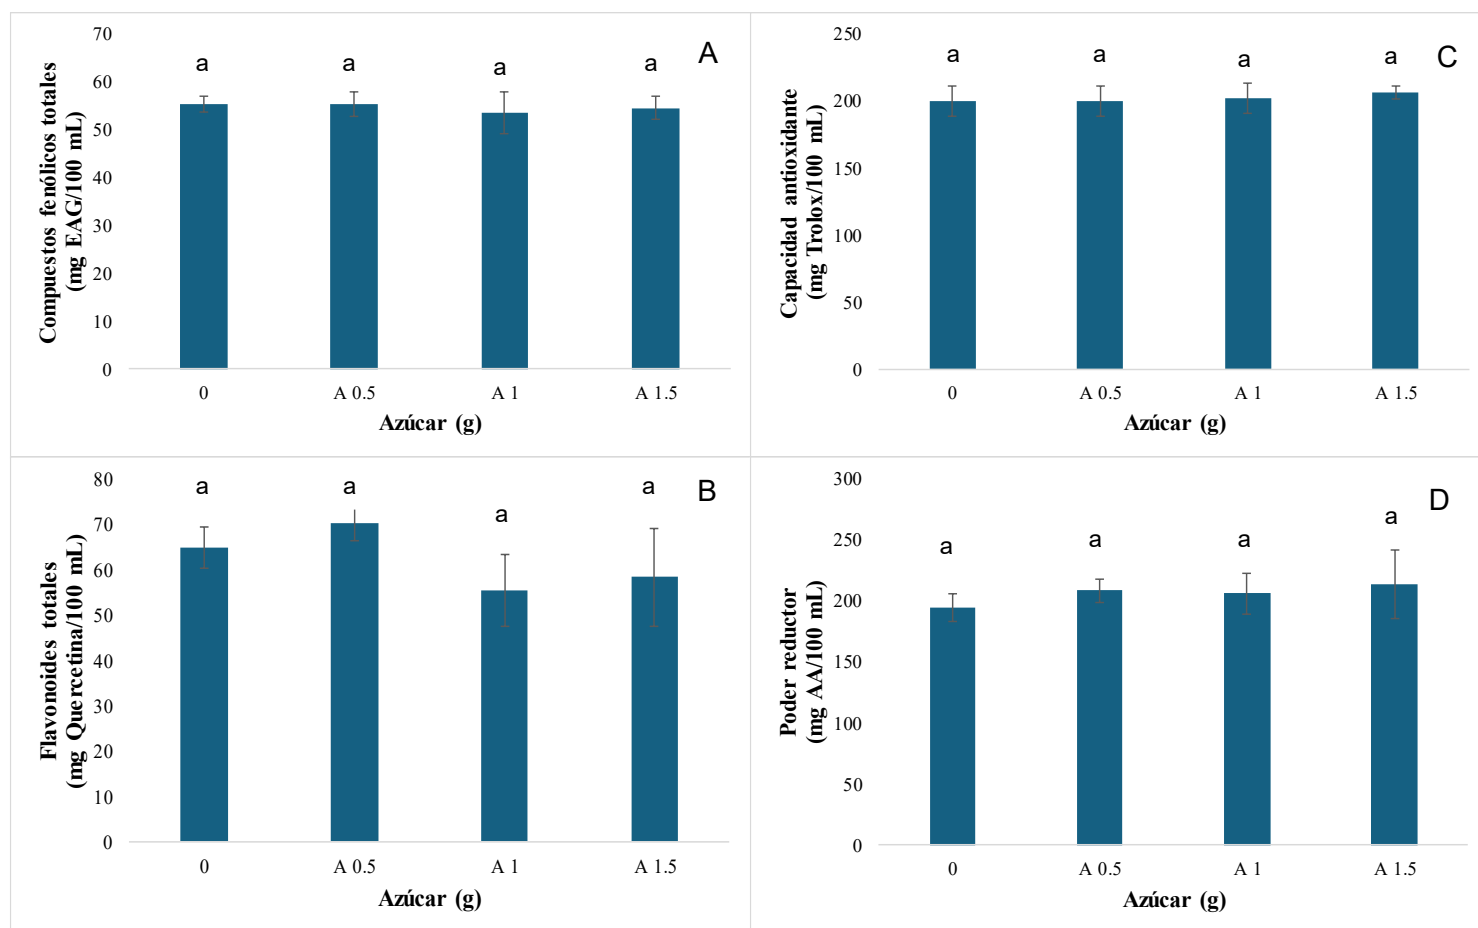 A
Compuestos fenólicos totales
(mg EAG/100 mL)
70
60
50
40
30
20
10
0
a a a a
0 A 0.5 A 1 A 1.5
Azúcar (g)
C
Capacidad antioxidante
(mg Trolox/100 mL)
250
200
150
100
50
0
a a a a
0 A 0.5 A 1 A 1.5
Azúcar (g)
B
Flavonoides totales
(mg Quercetina/100 mL)
80
70
60
50
40
30
20
10
0
a a a a
0 A 0.5 A 1 A 1.5
Azúcar (g)
D
Poder reductor
(mg AA/100 mL)
300
250
200
150
100
50
0
a a a a
0 A 0.5 A 1 A 1.5
Azúcar (g)